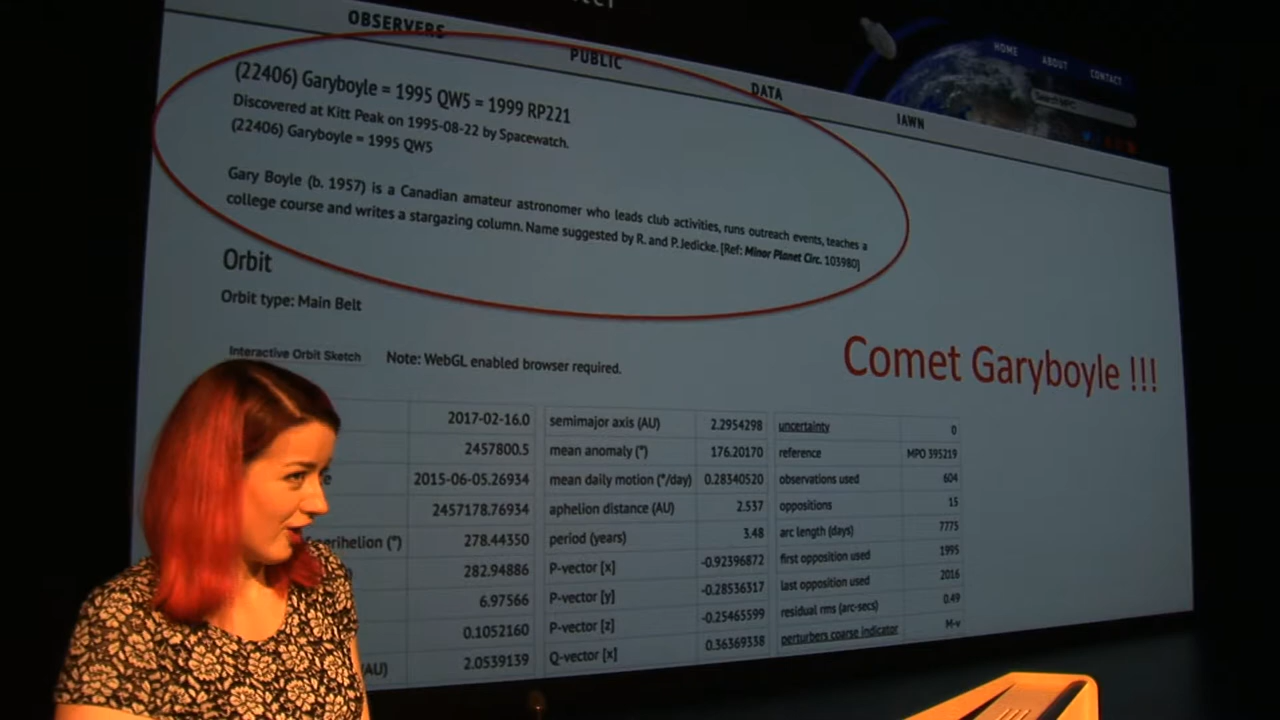 OBSERVERS
PUBLIC
DATA
IAWN
HOME
ABOUT
CONTACT
Search MPC
(22406) Garyboyle = 1995 QW5 = 1999 RP221
Discovered at Kitt Peak on 1995-08-22 by Spacewatch.
(22406) Garyboyle = 1995 QW5
Gary Boyle (b. 1957) is a Canadian amateur astronomer who leads club activities, runs outreach events, teaches a
college course and writes a stargazing column. Name suggested by R. and P. Jedicke. [Ref: Minor Planet Circ. 103980]
Orbit
Orbit type: Main Belt
Interactive Orbit Sketch Note: WebGL enabled browser required.
Comet Garyboyle !!!
2017-02-16.0 semimajor axis (AU) 2.2954298 uncertainty 0
2457800.5 mean anomaly (°) 176.20170 reference MPO 395219
2015-06-05.26934 mean daily motion (°/day) 0.28340520 observations used 604
2457178.76934 aphelion distance (AU) 2.537 oppositions 15
perihelion (°) 278.44350 period (years) 3.48 arc length (days) 7775
282.94886 P-vector [x] -0.92396872 first opposition used 1995
6.97566 P-vector [y] -0.28536317 last opposition used 2016
0.1052160 P-vector [z] -0.25465599 residual rms (arc-secs) 0.49
(AU) 2.0539139 Q-vector [x] 0.36369338 perturbers coarse indicator M-v